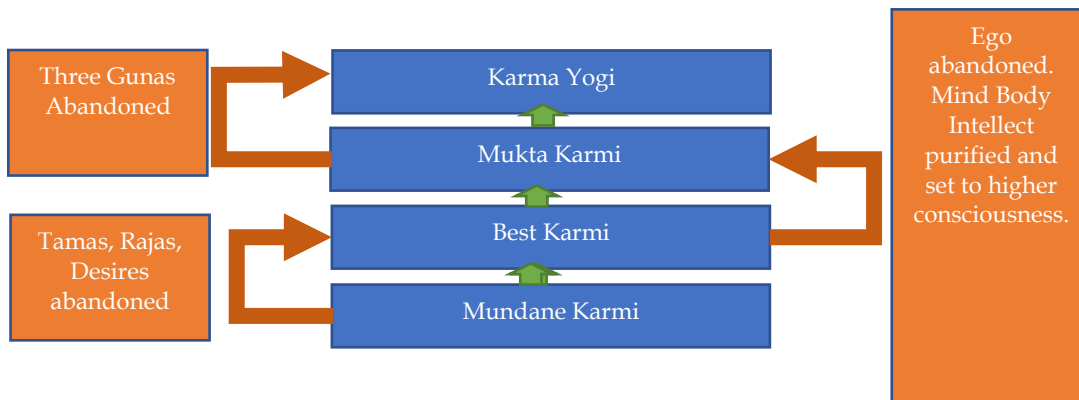 Three Gunas
Abandoned
Karma Yogi
Mukta Karmi
Best Karmi
Mundane Karmi
Tamas, Rajas,
Desires
abandoned
Ego
abandoned.
Mind Body
Intellect
purified and
set to higher
consciousness.